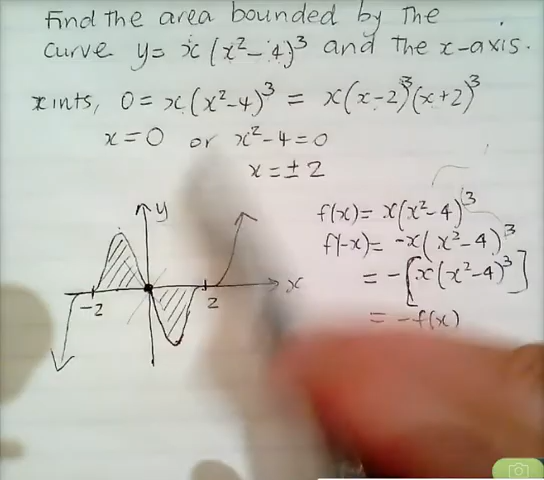 Find the area bounded by the
curve y = x(x² – 4)³ and the x-axis.
x ints, 0 = x(x² – 4)³ = x(x – 2)³(x + 2)³
x = 0 or x² – 4 = 0
x = ± 2
f(x) = x(x² – 4)³
f(-x) = -x(x² – 4)³
= -[x(x² – 4)³]
= -f(x)
y
x
-2
2